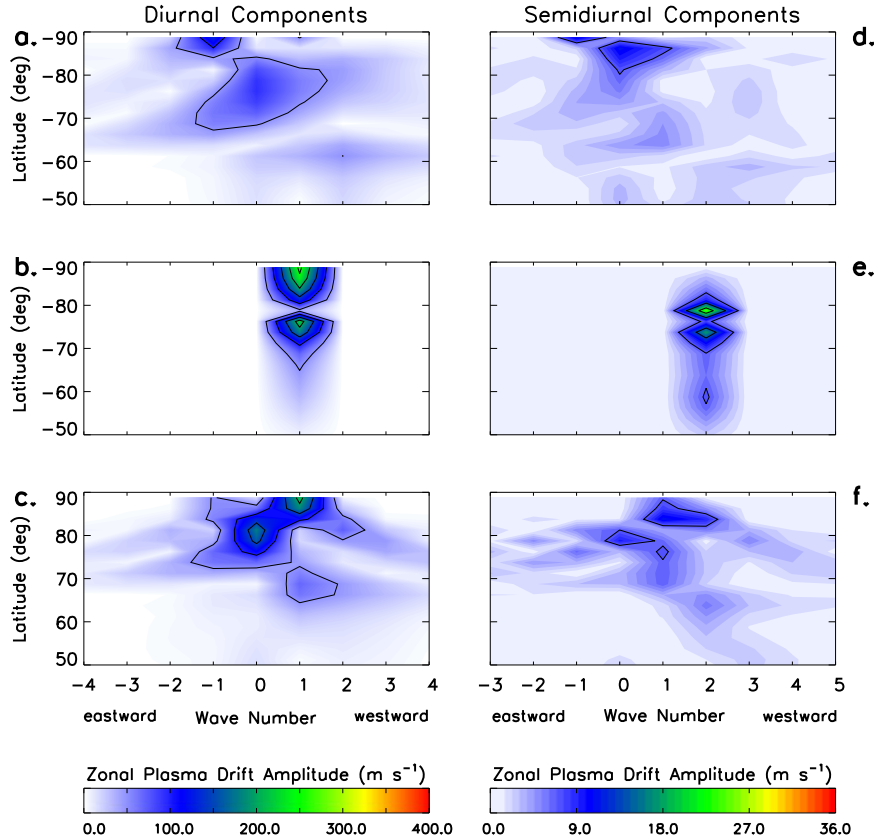 Diurnal Components
Semidiurnal Components
a.
-90
-80
-70
-60
-50
Latitude (deg)
d.
b.
-90
-80
-70
-60
-50
Latitude (deg)
e.
c.
90
80
70
60
50
Latitude (deg)
f.
-4 -3 -2 -1 0 1 2 3 4
eastward Wave Number westward
-3 -2 -1 0 1 2 3 4 5
eastward Wave Number westward
Zonal Plasma Drift Amplitude (m s⁻¹)
0.0 100.0 200.0 300.0 400.0
Zonal Plasma Drift Amplitude (m s⁻¹)
0.0 9.0 18.0 27.0 36.0